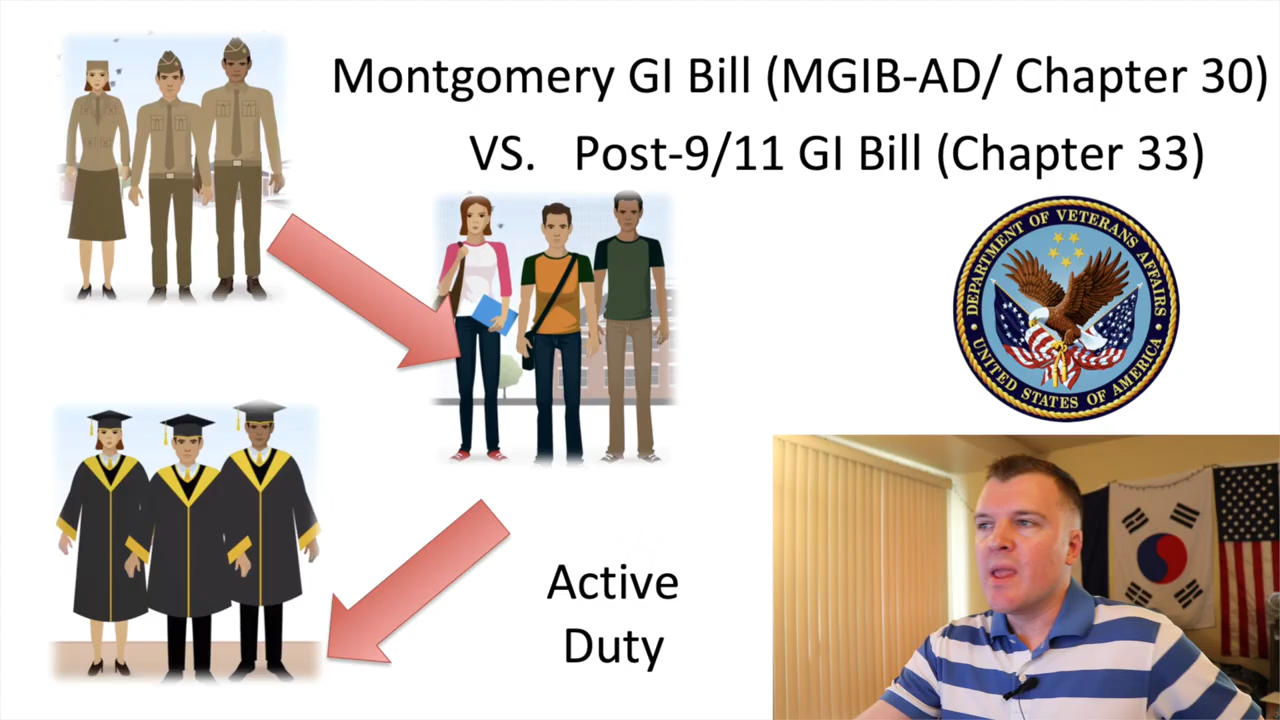 Montgomery GI Bill (MGIB-AD/ Chapter 30)
VS. Post-9/11 GI Bill (Chapter 33)
DEPARTMENT OF VETERANS AFFAIRS
UNITED STATES OF AMERICA
Active
Duty